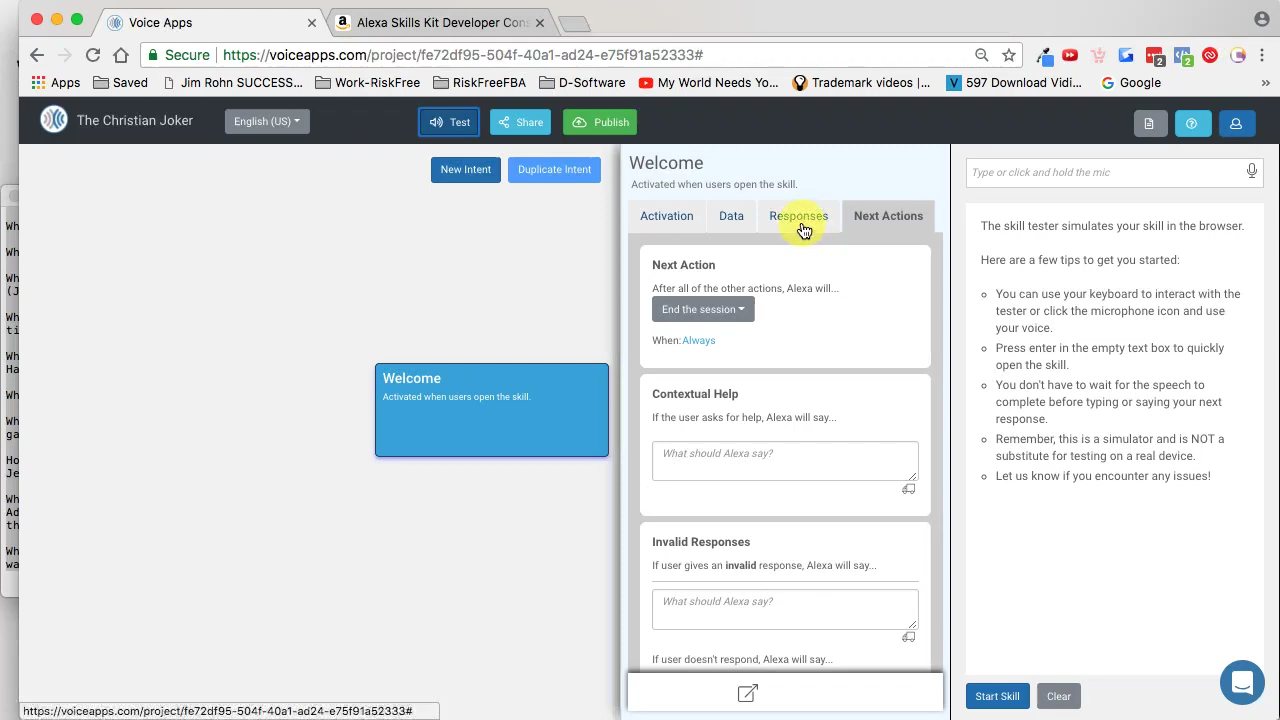 Voice Apps
Alexa Skills Kit Developer Cons
Secure
https://voiceapps.com/project/fe72df95-504f-40a1-ad24-e75f91a52333#
2
2
Apps
Saved
Jim Rohn SUCCESS...
Work-RiskFree
RiskFreeFBA
D-Software
My World Needs Yo...
Trademark videos |...
597 Download Vidi...
Google
»
The Christian Joker
English (US)
Test
Share
Publish
New Intent
Duplicate Intent
Welcome
Activated when users open the skill.
Welcome
Activated when users open the skill.
Activation
Data
Responses
Next Actions
Next Action
After all of the other actions, Alexa will...
End the session
When:Always
Contextual Help
If the user asks for help, Alexa will say...
What should Alexa say?
Invalid Responses
If user gives an invalid response, Alexa will say...
What should Alexa say?
If user doesn't respond, Alexa will say...
Type or click and hold the mic
The skill tester simulates your skill in the browser.
Here are a few tips to get you started:
You can use your keyboard to interact with the
tester or click the microphone icon and use
your voice.
Press enter in the empty text box to quickly
open the skill.
You don't have to wait for the speech to
complete before typing or saying your next
response.
Remember, this is a simulator and is NOT a
substitute for testing on a real device.
Let us know if you encounter any issues!
Start Skill
Clear
https://voiceapps.com/project/fe72df95-504f-40a1-ad24-e75f91a52333#